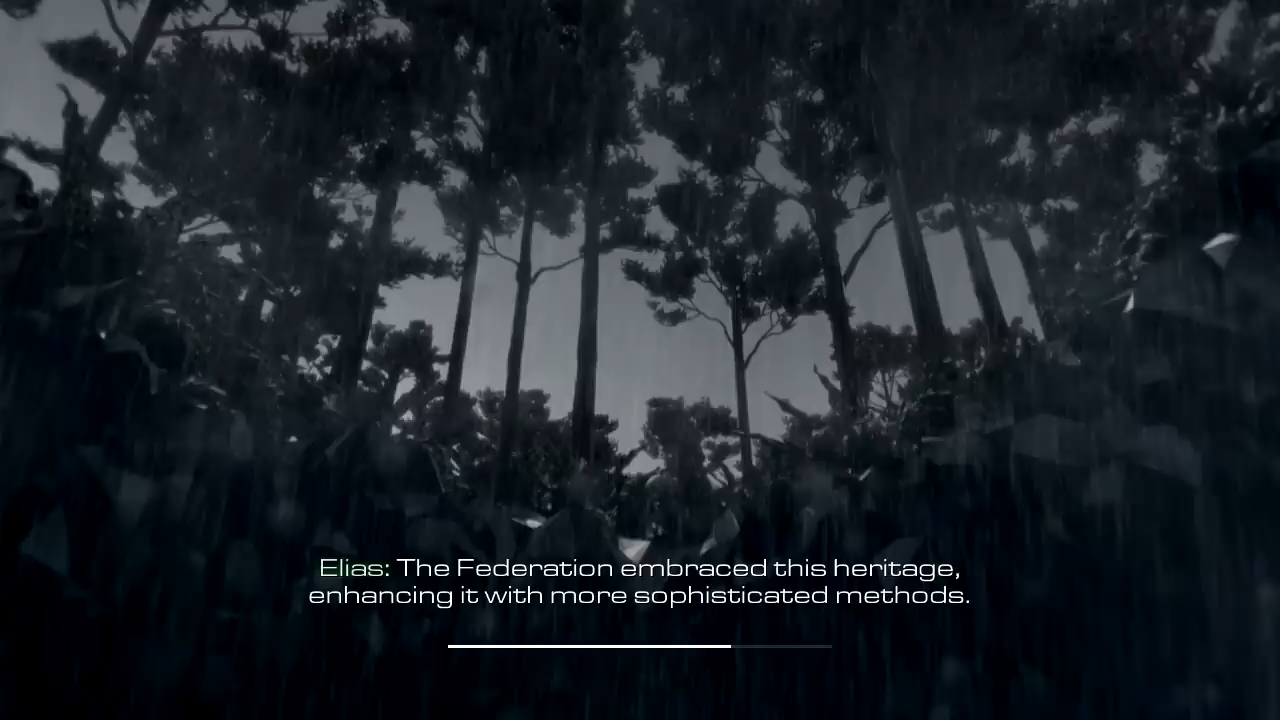 Elias: The Federation embraced this heritage,
enhancing it with more sophisticated methods.